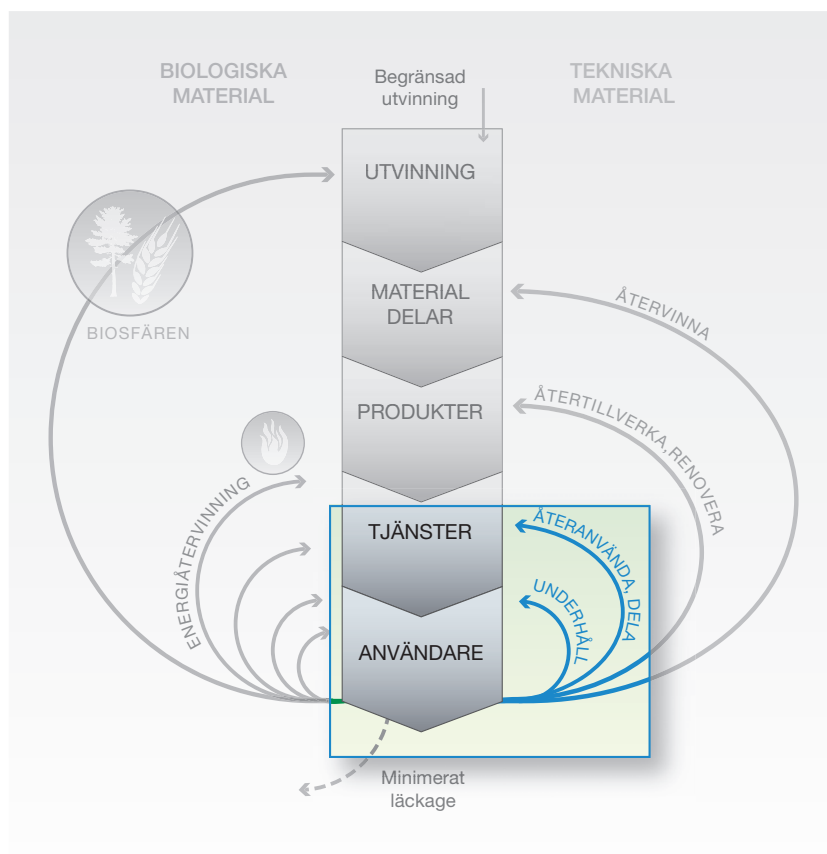 BIOLOGISKA
MATERIAL
Begränsad
utvinning
TEKNISKA
MATERIAL
UTVINNING
MATERIAL
DELAR
ÅTERVINNA
BIOSFÄREN
PRODUKTER
ÅTERTILLVERKA, RENOVERA
ENERGIÅTERVINNING
TJÄNSTER
ÅTERANVÄNDA, DELA
UNDERHÅLL
ANVÄNDARE
Minimerat
läckage